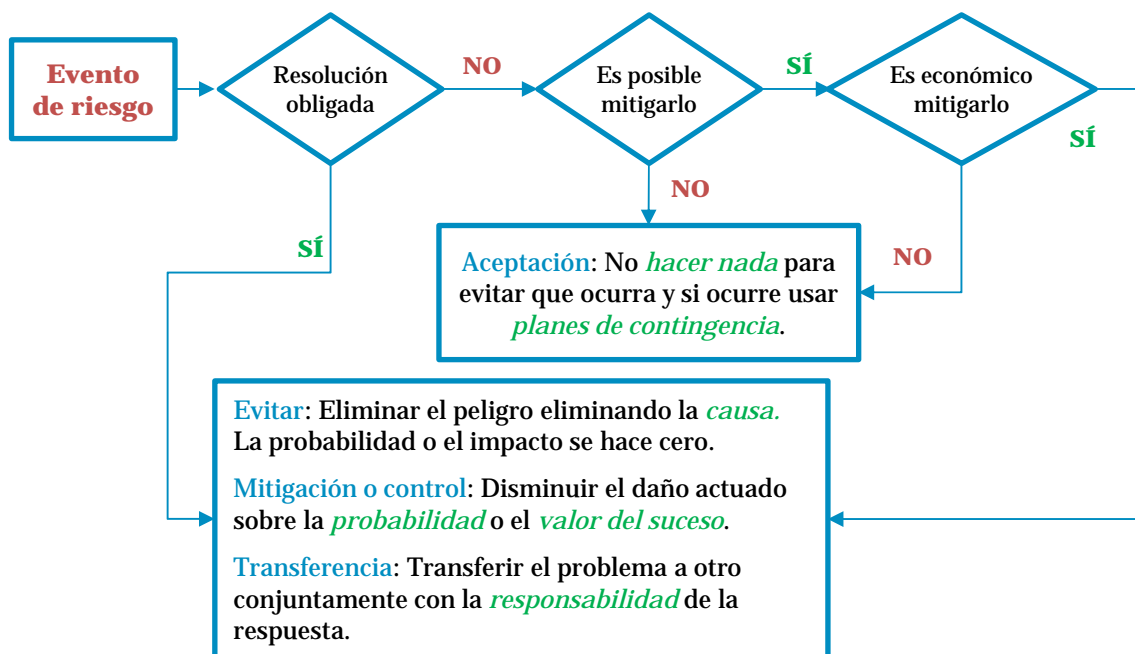 Evento
de riesgo
Resolución
obligada
NO
Es posible
mitigarlo
SÍ
Es económico
mitigarlo
SÍ
NO
SÍ
NO
Aceptación: No hacer nada para
evitar que ocurra y si ocurre usar
planes de contingencia.
Evitar: Eliminar el peligro eliminando la causa.
La probabilidad o el impacto se hace cero.
Mitigación o control: Disminuir el daño actuado
sobre la probabilidad o el valor del suceso.
Transferencia: Transferir el problema a otro
conjuntamente con la responsabilidad de la
respuesta.